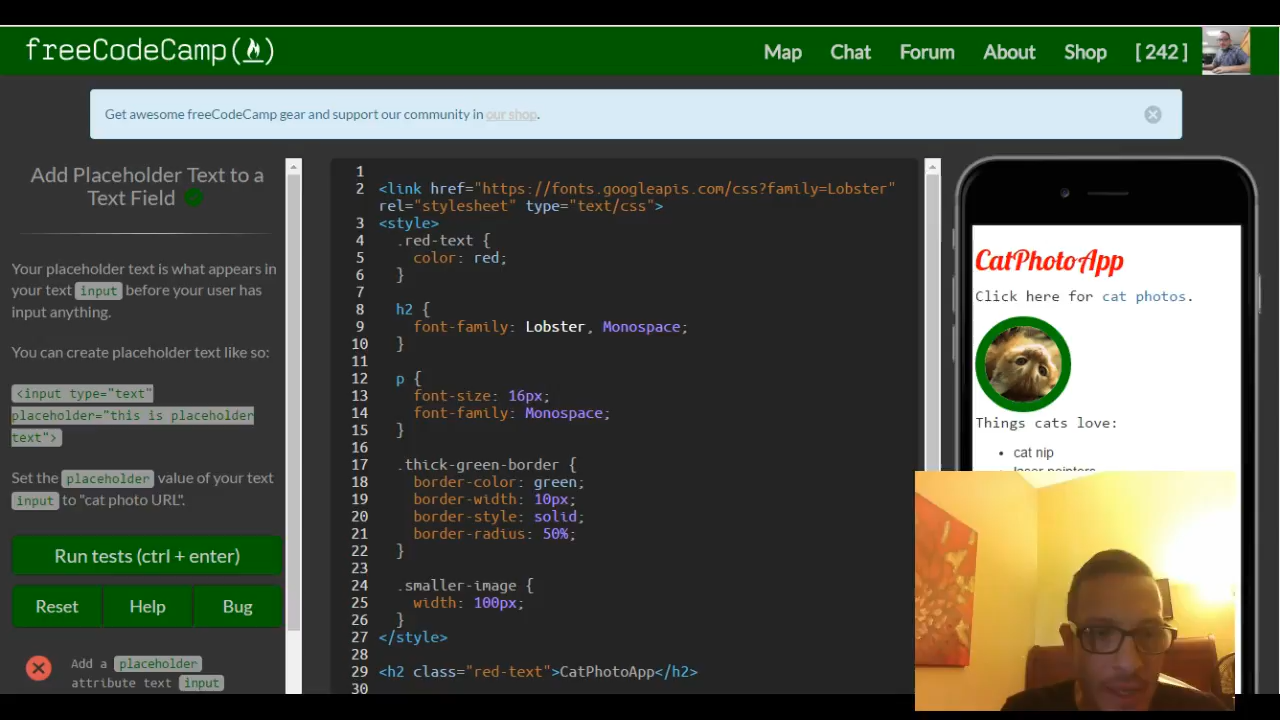 freeCodeCamp(🔥)
Map Chat Forum About Shop [ 242 ]
Get awesome freeCodeCamp gear and support our community in our shop.
Add Placeholder Text to a
Text Field
Your placeholder text is what appears in
your text input before your user has
input anything.
You can create placeholder text like so:
<input type="text"
placeholder="this is placeholder
text">
Set the placeholder value of your text
input to "cat photo URL".
Run tests (ctrl + enter)
Reset Help Bug
Add a placeholder
attribute text input
1
2 <link href="https://fonts.googleapis.com/css?family=Lobster"
rel="stylesheet" type="text/css">
3 <style>
4 .red-text {
5 color: red;
6 }
7
8 h2 {
9 font-family: Lobster, Monospace;
10 }
11
12 p {
13 font-size: 16px;
14 font-family: Monospace;
15 }
16
17 .thick-green-border {
18 border-color: green;
19 border-width: 10px;
20 border-style: solid;
21 border-radius: 50%;
22 }
23
24 .smaller-image {
25 width: 100px;
26 }
27 </style>
28
29 <h2 class="red-text">CatPhotoApp</h2>
30
CatPhotoApp
Click here for cat photos.
Things cats love:
• cat nip
• laser pointers